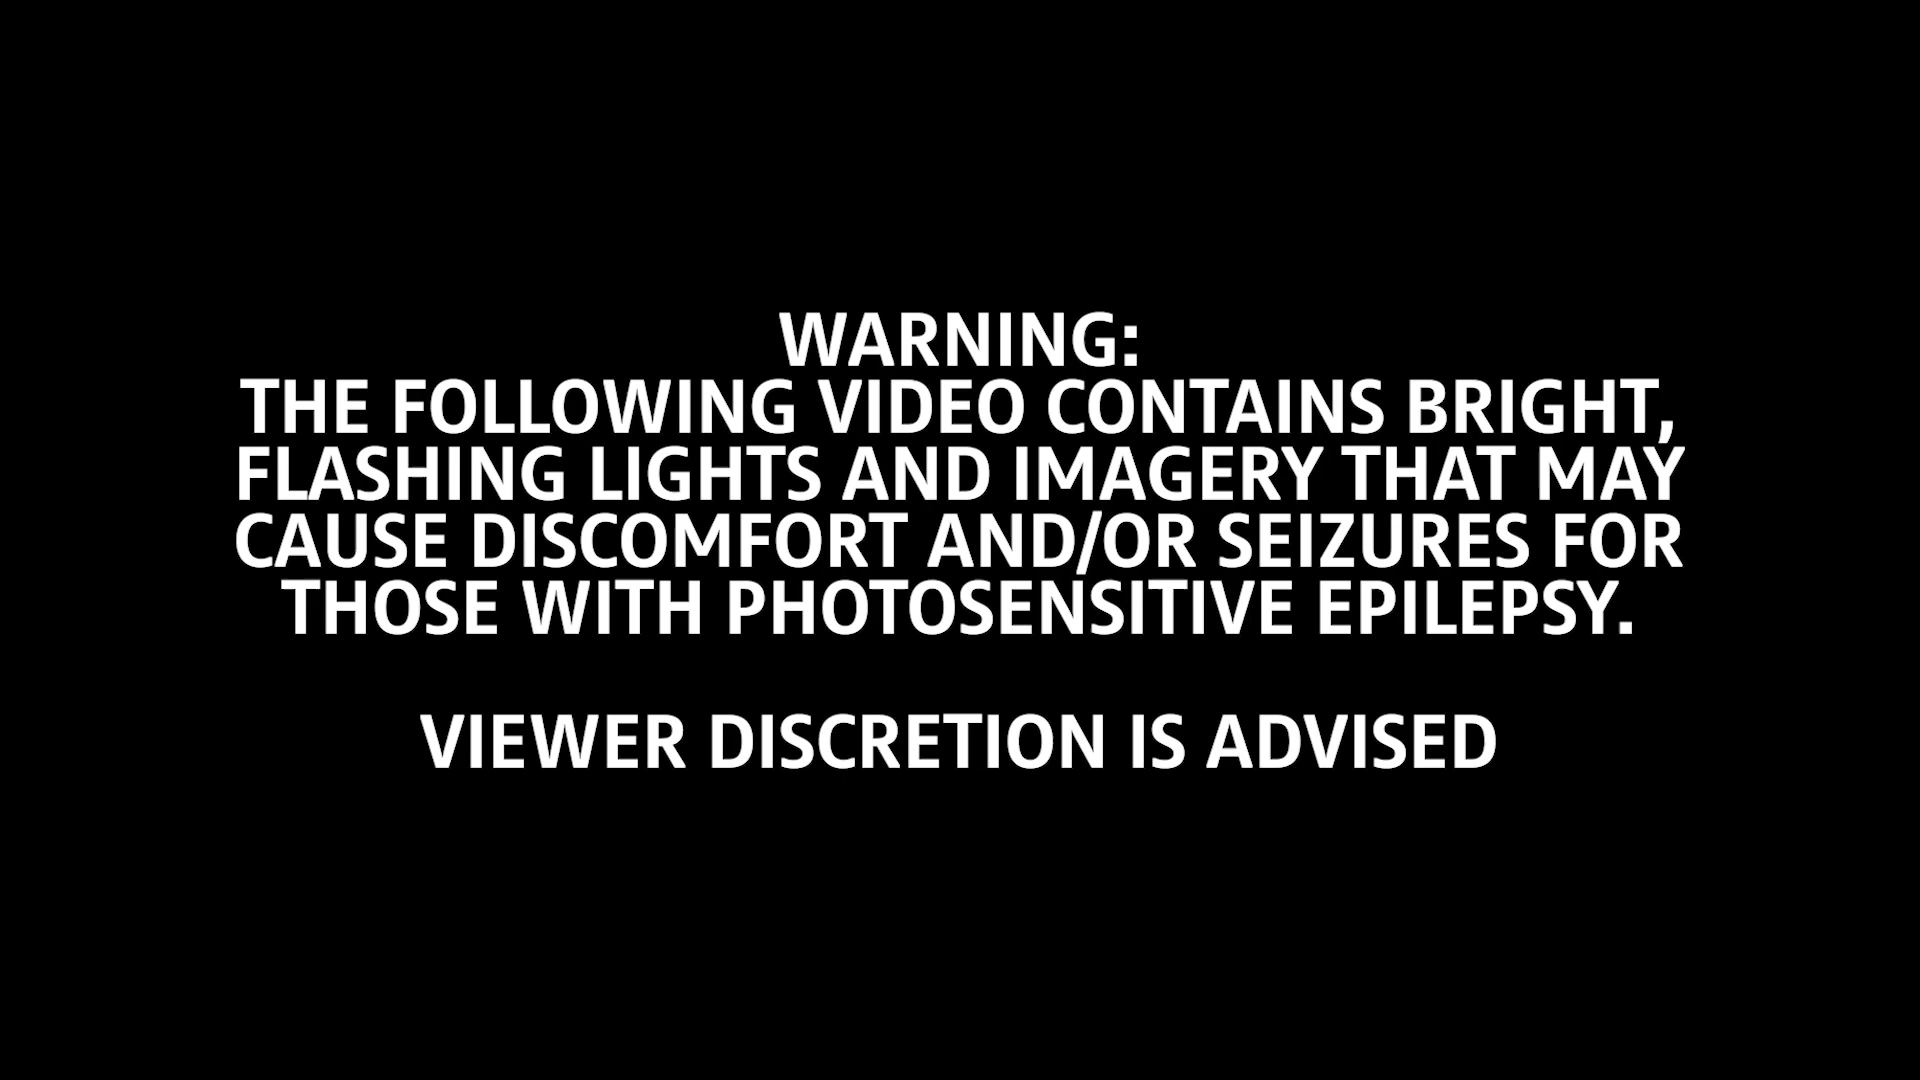 WARNING:
THE FOLLOWING VIDEO CONTAINS BRIGHT,
FLASHING LIGHTS AND IMAGERY THAT MAY
CAUSE DISCOMFORT AND/OR SEIZURES FOR
THOSE WITH PHOTOSENSITIVE EPILEPSY.
VIEWER DISCRETION IS ADVISED